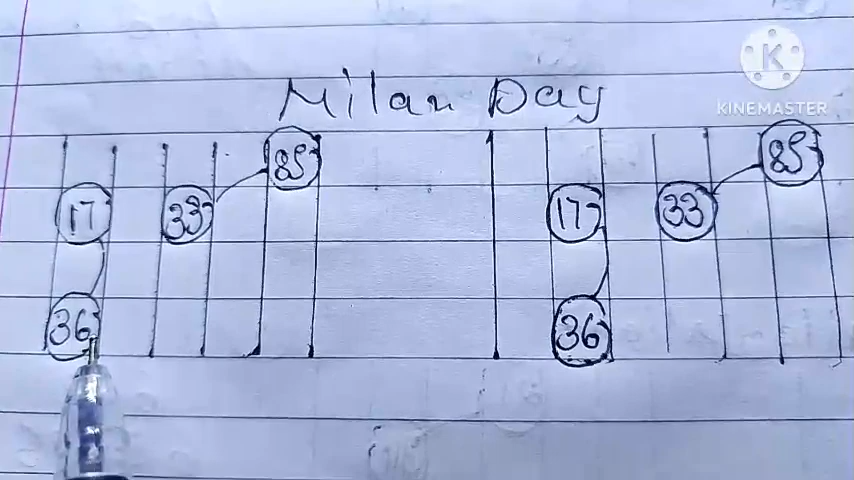 K
KINEMASTER
Milan Day
85 85
17 33 17 33
36 36